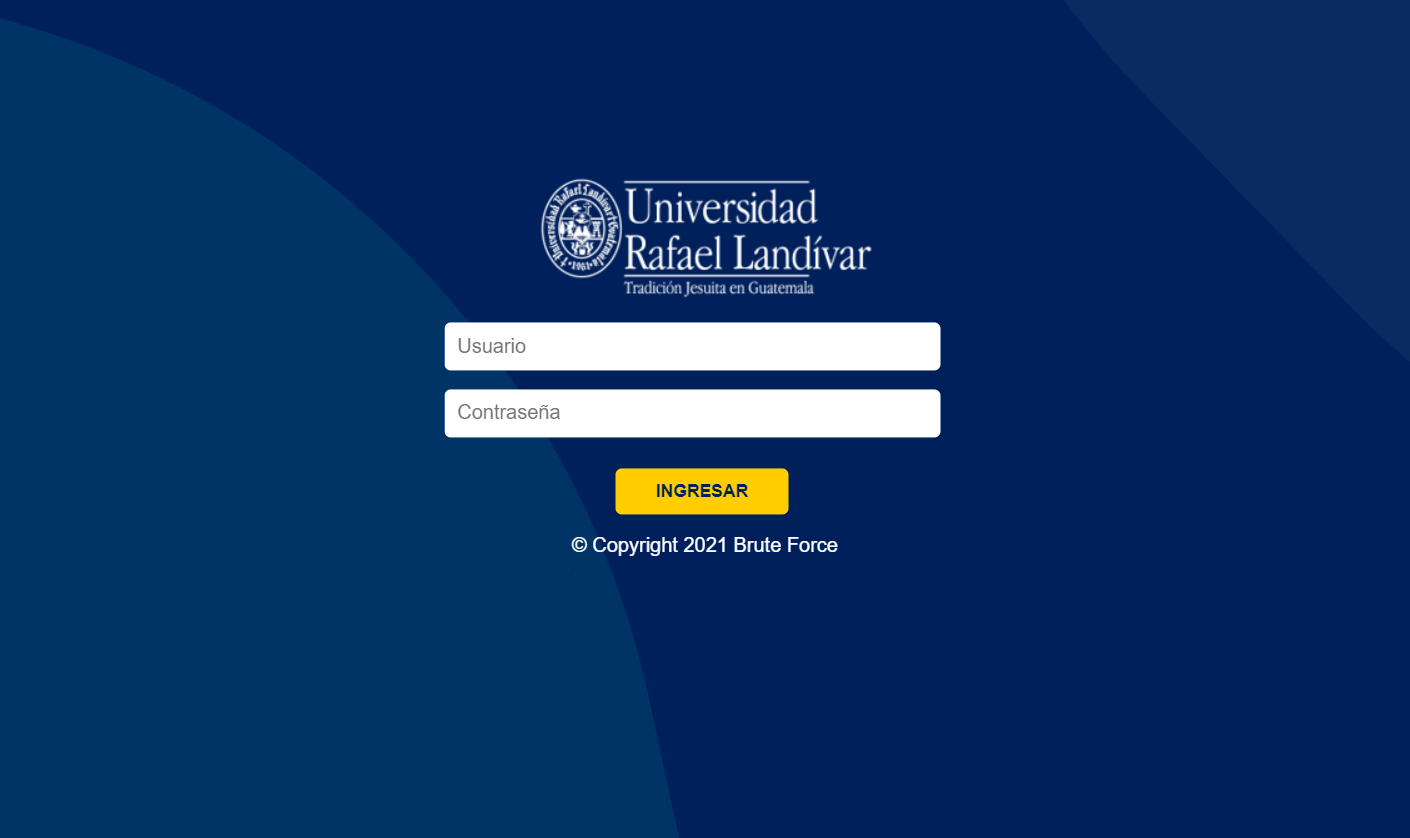 Universidad Rafael Landívar Guatemala
1961
Universidad
Rafael Landívar
Tradición Jesuita en Guatemala
Usuario
Contraseña
INGRESAR
© Copyright 2021 Brute Force